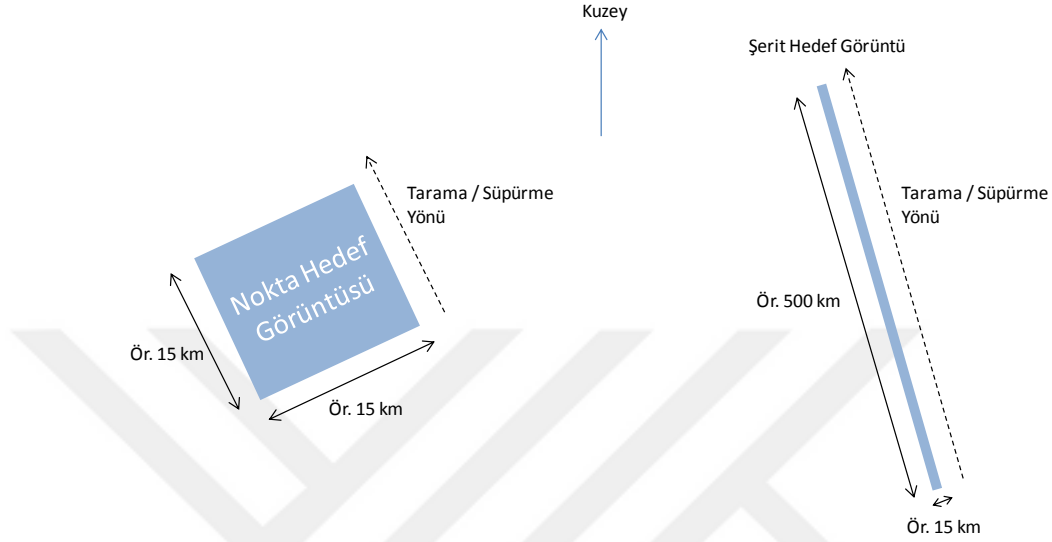 Kuzey
Şerit Hedef Görüntü
Tarama / Süpürme
Yönü
Nokta Hedef
Görüntüsü
Ör. 15 km
Ör. 15 km
Tarama / Süpürme
Yönü
Ör. 500 km
Ör. 15 km